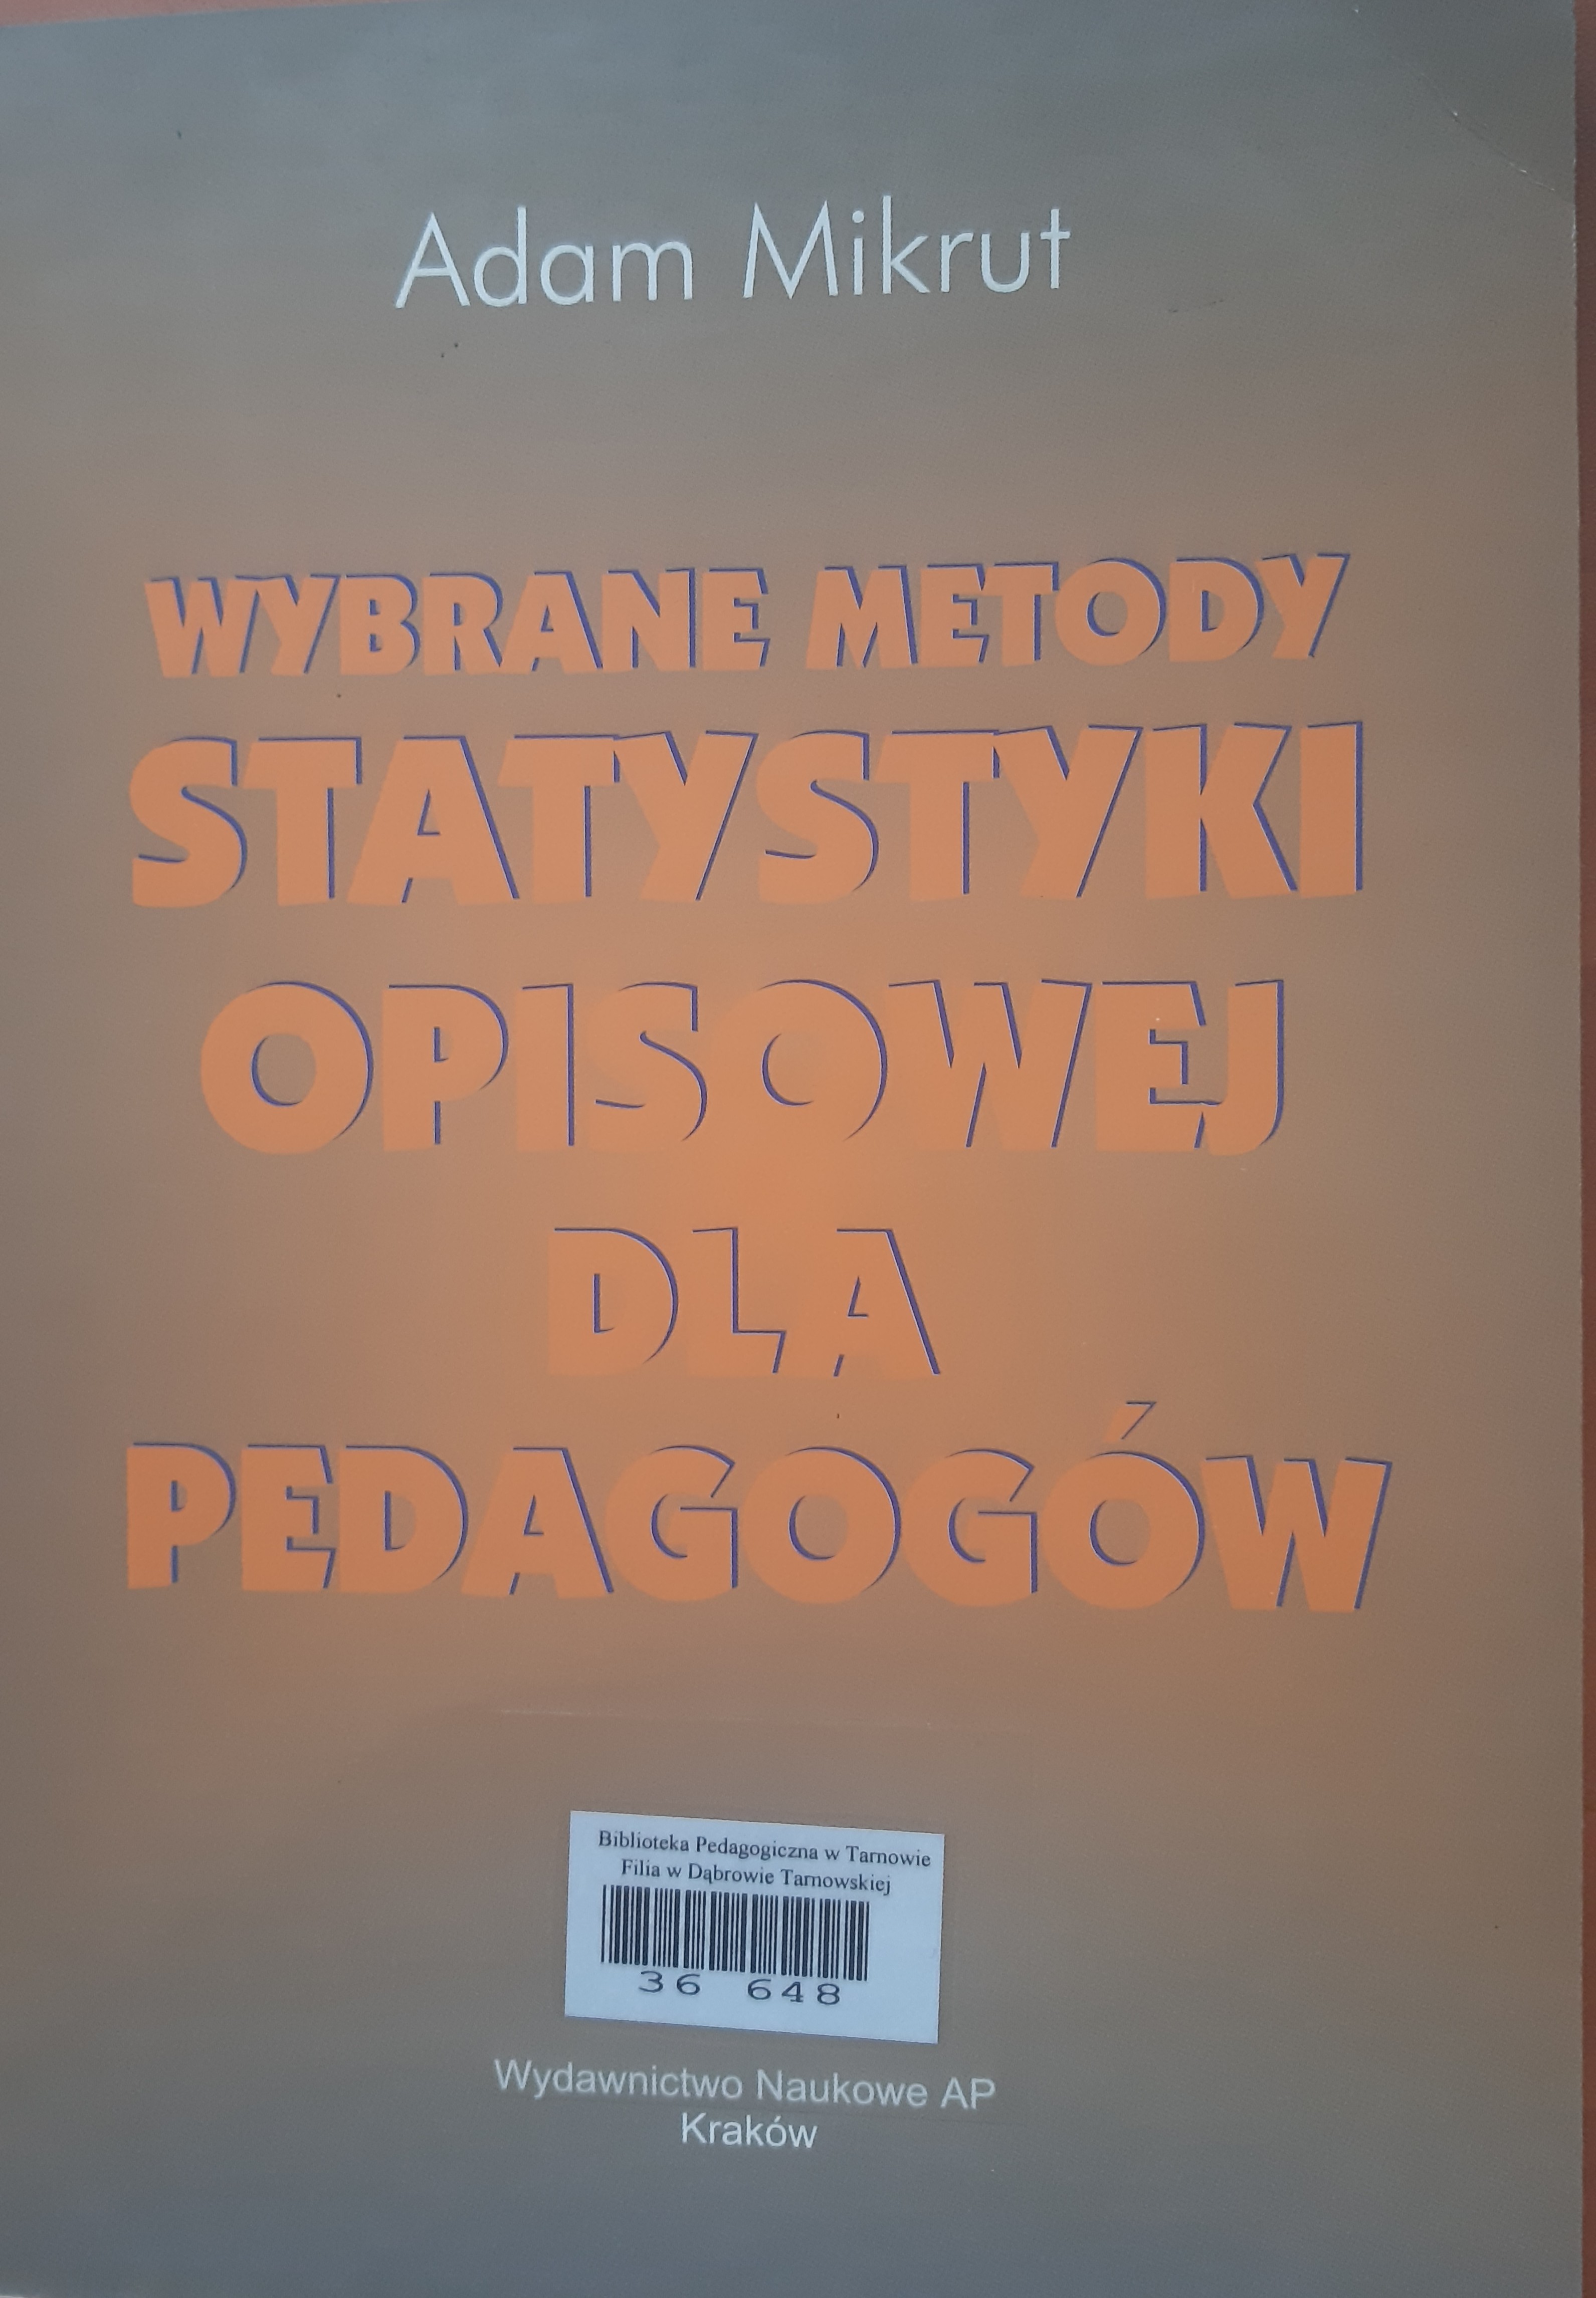 Adam Mikrut
WYBRANE METODY
STATYSTYKI
OPISOWEJ
DLA
PEDAGOGÓW
Biblioteka Pedagogiczna w Tarnowie
Filia w Dąbrowie Tarnowskiej
36 648
Wydawnictwo Naukowe AP
Kraków